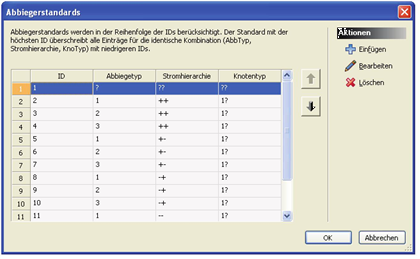 Abbiegerstandards
Abbiegerstandards werden in der Reihenfolge der IDs berücksichtigt. Der Standard mit der
höchsten ID überschreibt alle Einträge für die identische Kombination (AbbTyp,
Stromhierarchie, KnoTyp) mit niedrigeren IDs.
ID Abbiegetyp Stromhierarchie Knotentyp
1 1 ? ?? ??
2 2 1 ++ 1?
3 3 2 ++ 1?
4 4 3 ++ 1?
5 5 1 +- 1?
6 6 2 +- 1?
7 7 3 +- 1?
8 8 1 -+ 1?
9 9 2 -+ 1?
10 10 3 -+ 1?
11 11 1 -- 1?
Aktionen
Einfügen
Bearbeiten
Löschen
OK Abbrechen